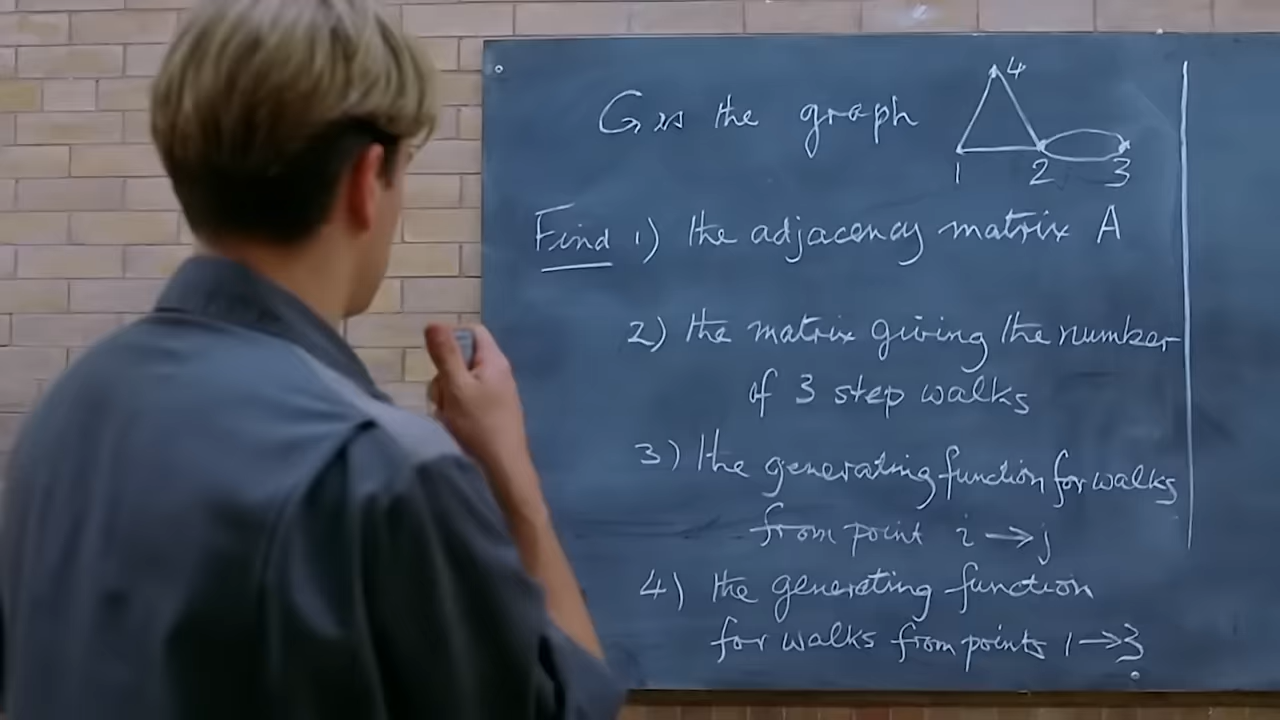 G is the graph
4
1 2 3
Find 1) the adjacency matrix A
2) the matrix giving the number
of 3 step walks
3) the generating function for walks
from point i → j
4) the generating function
for walks from points 1 → 3